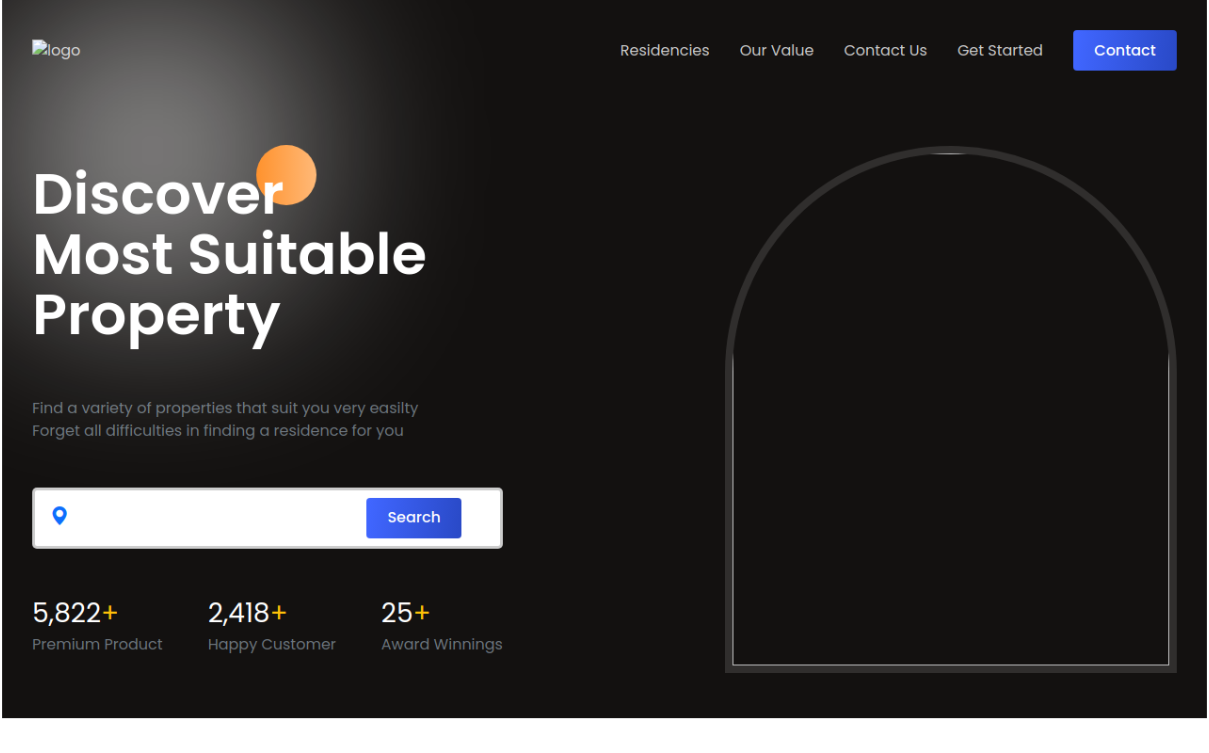 logo
Residencies
Our Value
Contact Us
Get Started
Contact
Discover
Most Suitable
Property
Find a variety of properties that suit you very easilty
Forget all difficulties in finding a residence for you
Search
5,822+
Premium Product
2,418+
Happy Customer
25+
Award Winnings